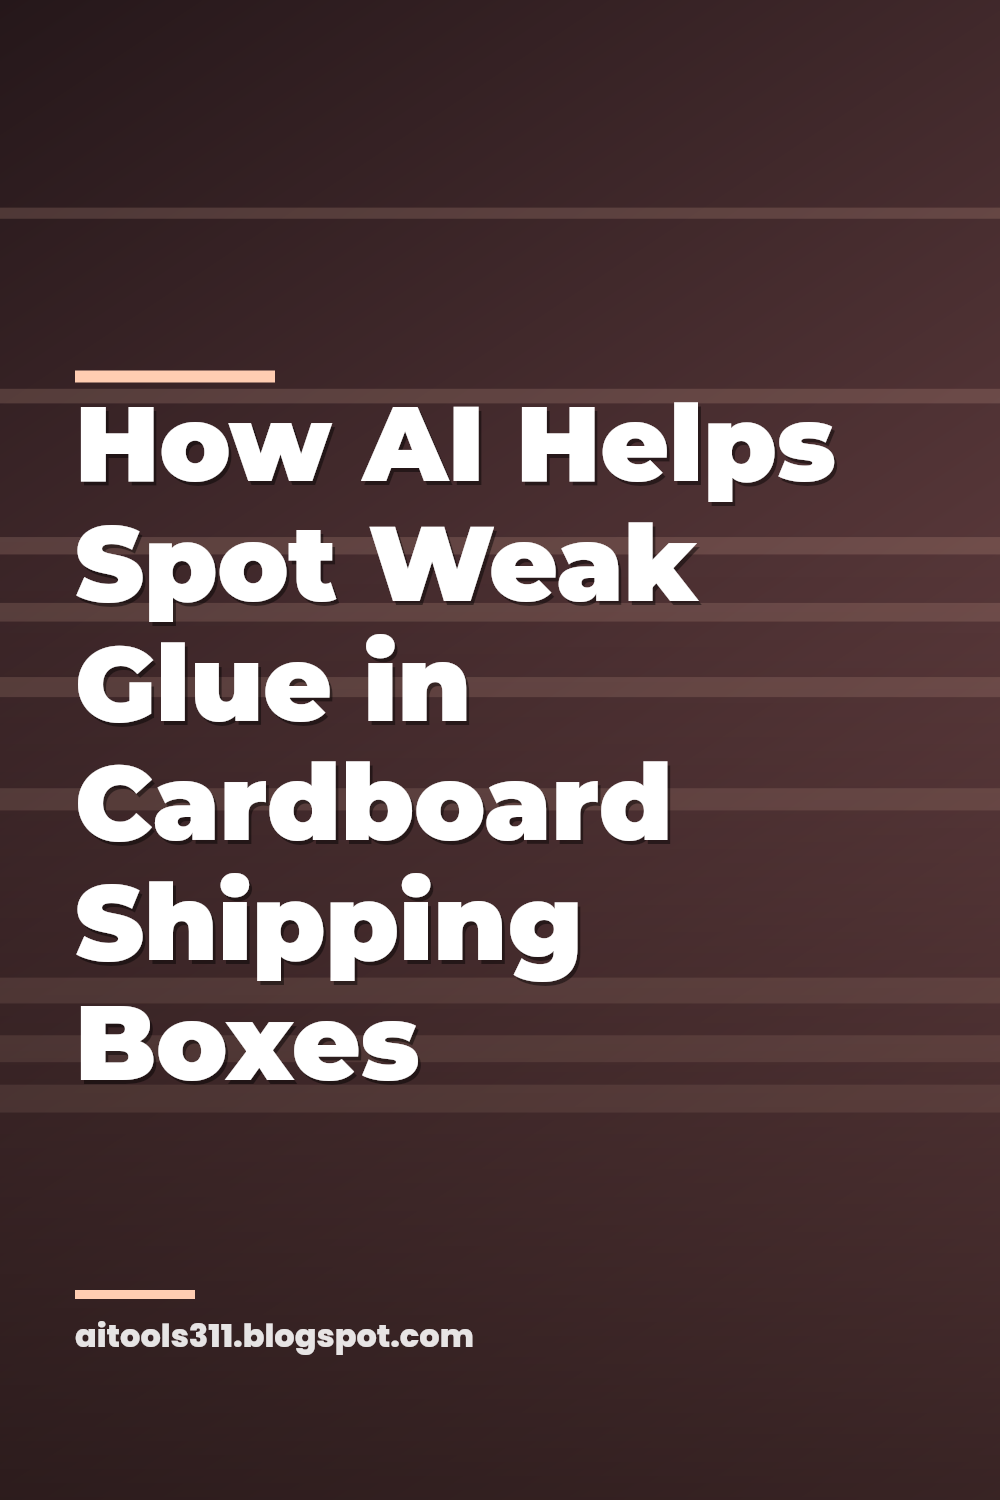 How AI Helps
Spot Weak
Glue in
Cardboard
Shipping
Boxes
aitools311.blogspot.com